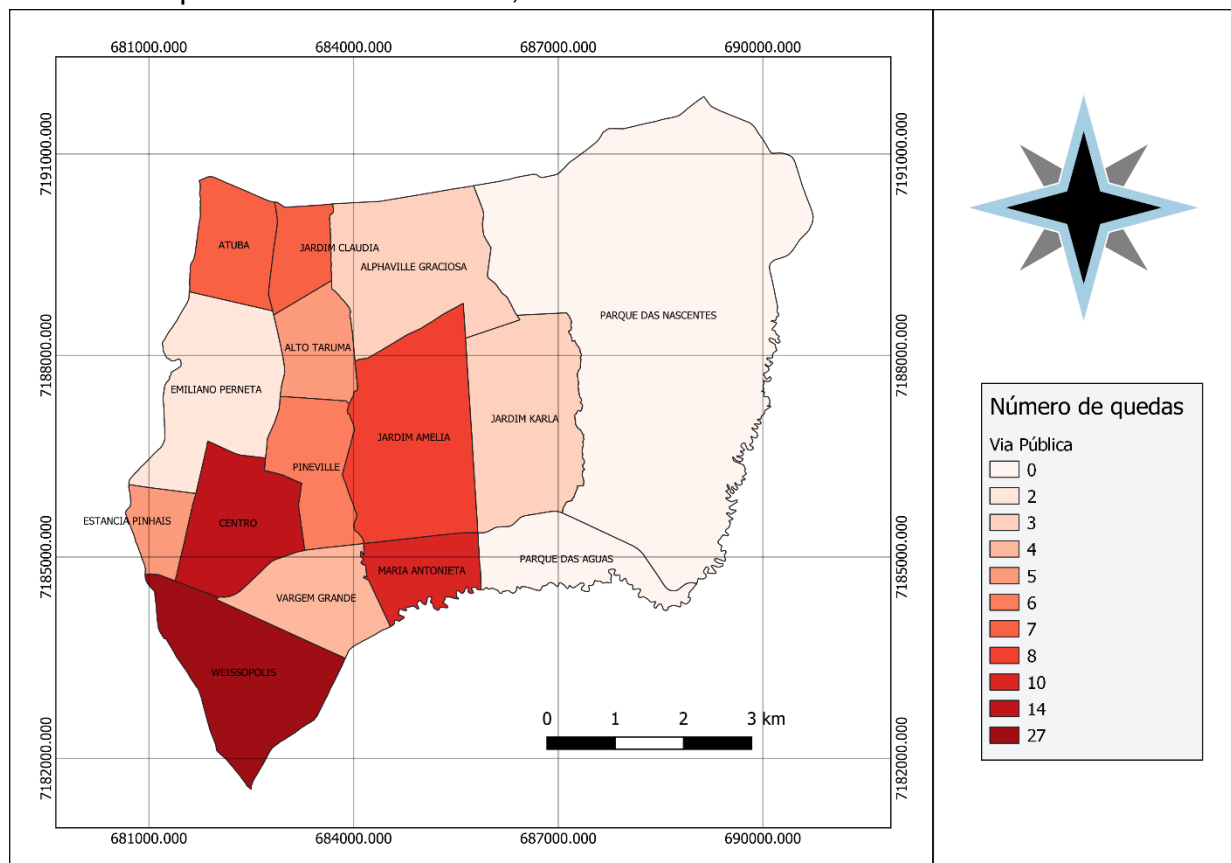 681000.000 684000.000 687000.000 690000.000
7191000.000 7191000.000
ATUBA
JARDIM CLAUDIA
ALPHAVILLE GRACIOSA
PARQUE DAS NASCENTES
7188000.000 7188000.000
ALTO TARUMA
EMILIANO PERNETA
JARDIM KARLA
JARDIM AMELIA
PINEVILLE
ESTANCIA PINHAIS
CENTRO
7185000.000 7185000.000
PARQUE DAS AGUAS
MARIA ANTONIETA
VARGEM GRANDE
WEISSOPOLIS
0 1 2 3 km
7182000.000 7182000.000
681000.000 684000.000 687000.000 690000.000
Número de quedas
Via Pública
0
2
3
4
5
6
7
8
10
14
27